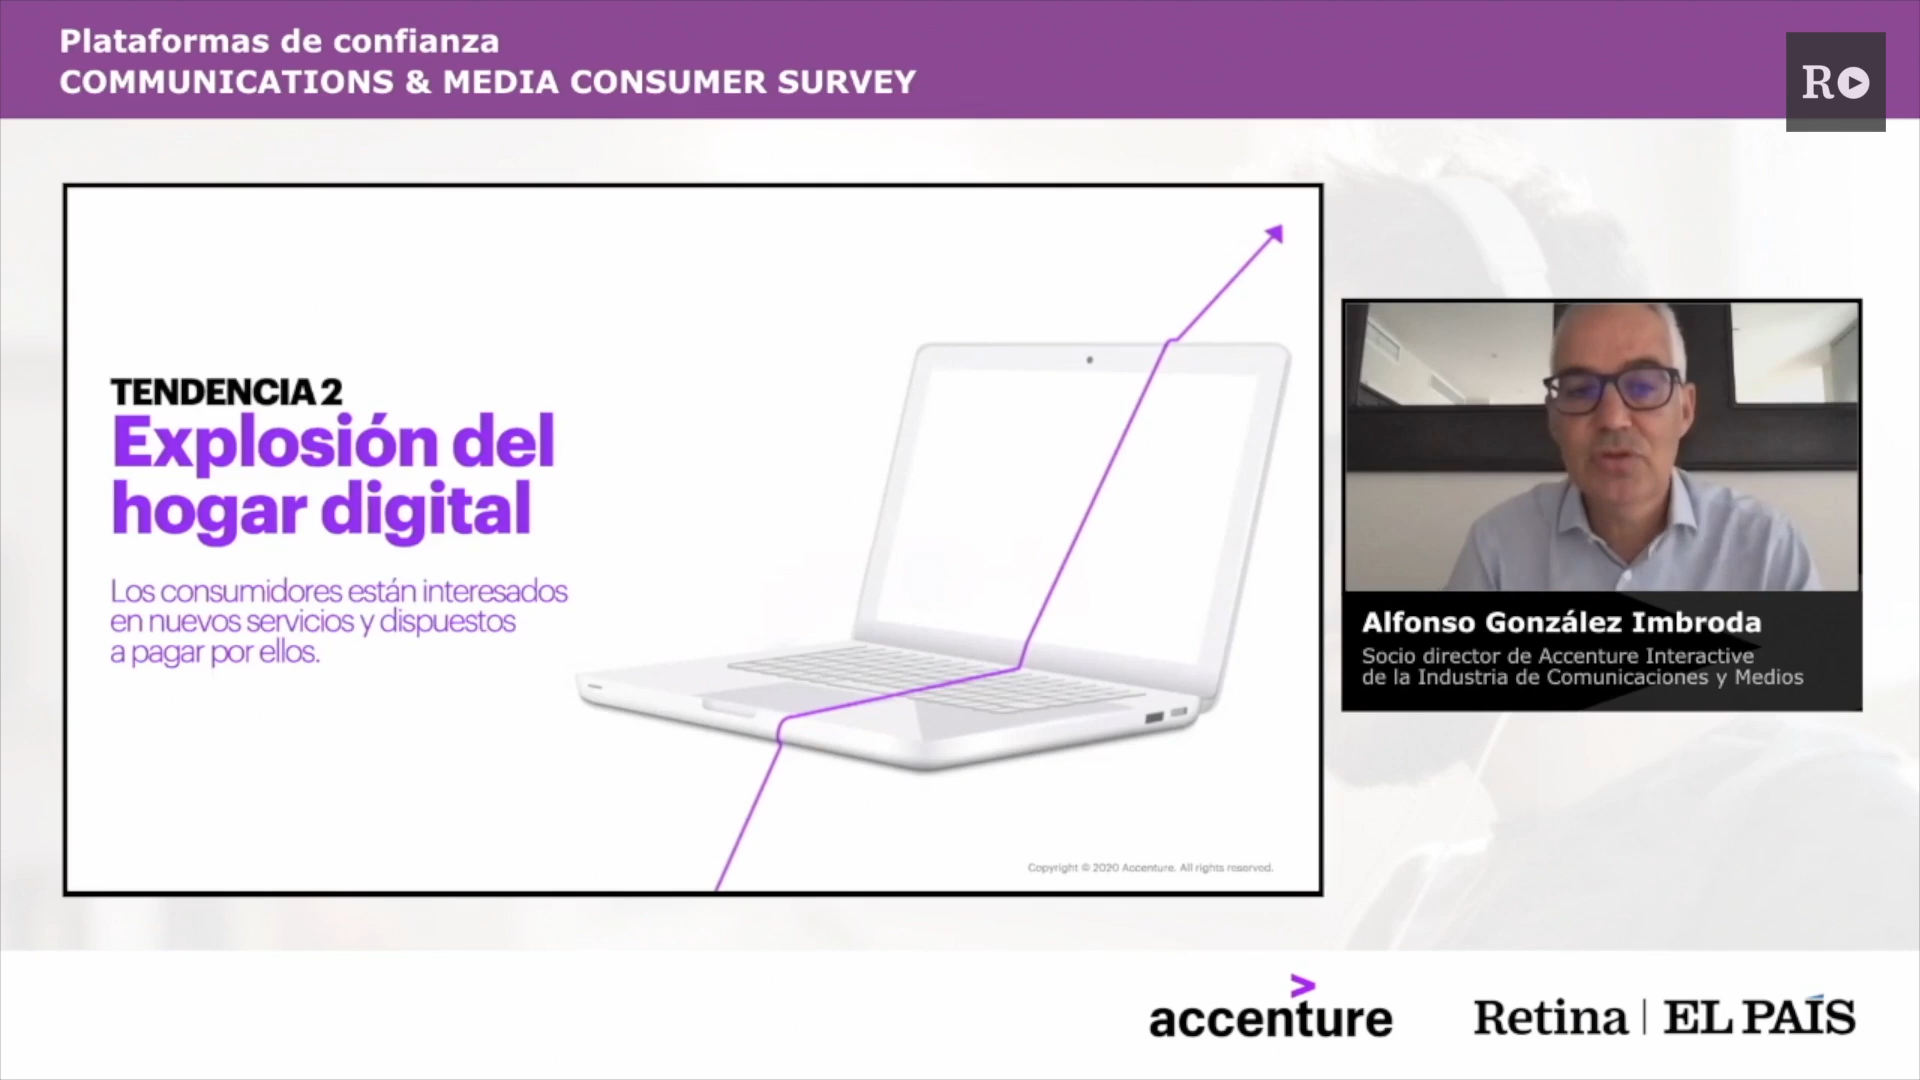 Plataformas de confianza
COMMUNICATIONS & MEDIA CONSUMER SURVEY
R
TENDENCIA 2
Explosión del
hogar digital
Los consumidores están interesados
en nuevos servicios y dispuestos
a pagar por ellos.
Copyright © 2020 Accenture. All rights reserved.
Alfonso González Imbroda
Socio director de Accenture Interactive
de la Industria de Comunicaciones y Medios
accenture
Retina | EL PAÍS